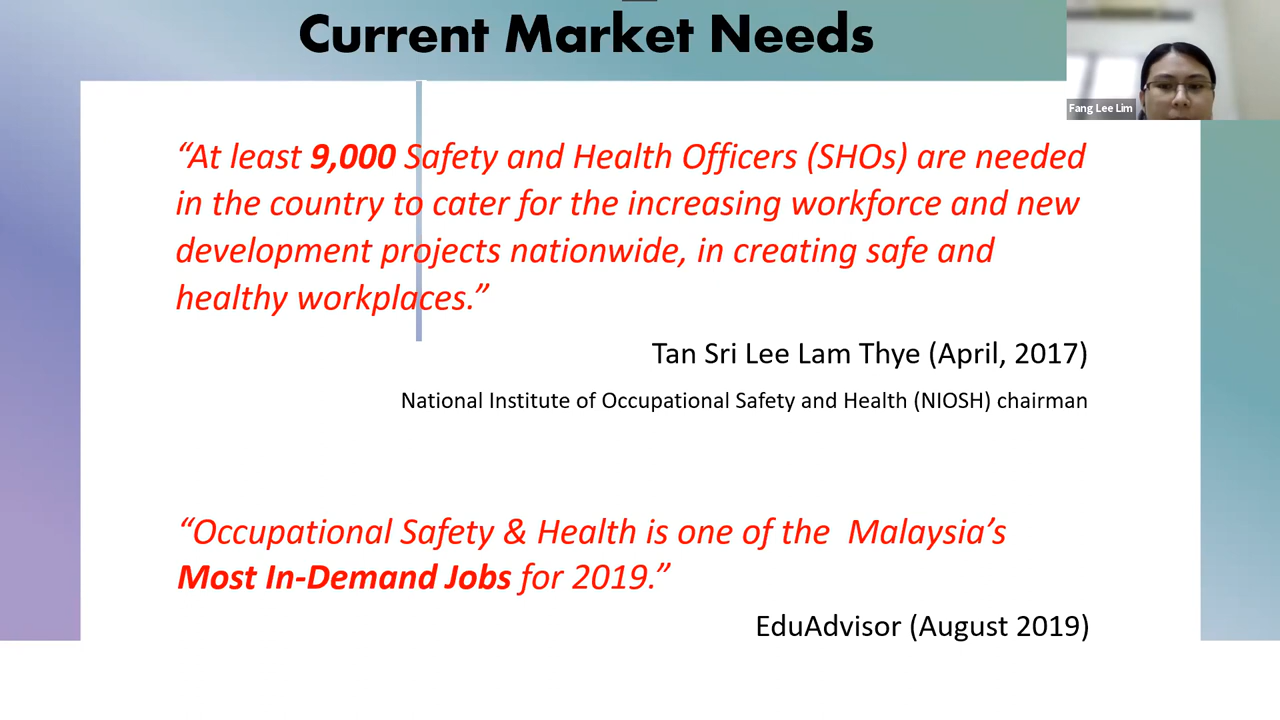 Current Market Needs
Fang Lee Lim
“At least 9,000 Safety and Health Officers (SHOs) are needed
in the country to cater for the increasing workforce and new
development projects nationwide, in creating safe and
healthy workplaces.”
Tan Sri Lee Lam Thye (April, 2017)
National Institute of Occupational Safety and Health (NIOSH) chairman
“Occupational Safety & Health is one of the Malaysia’s
Most In-Demand Jobs for 2019.”
EduAdvisor (August 2019)